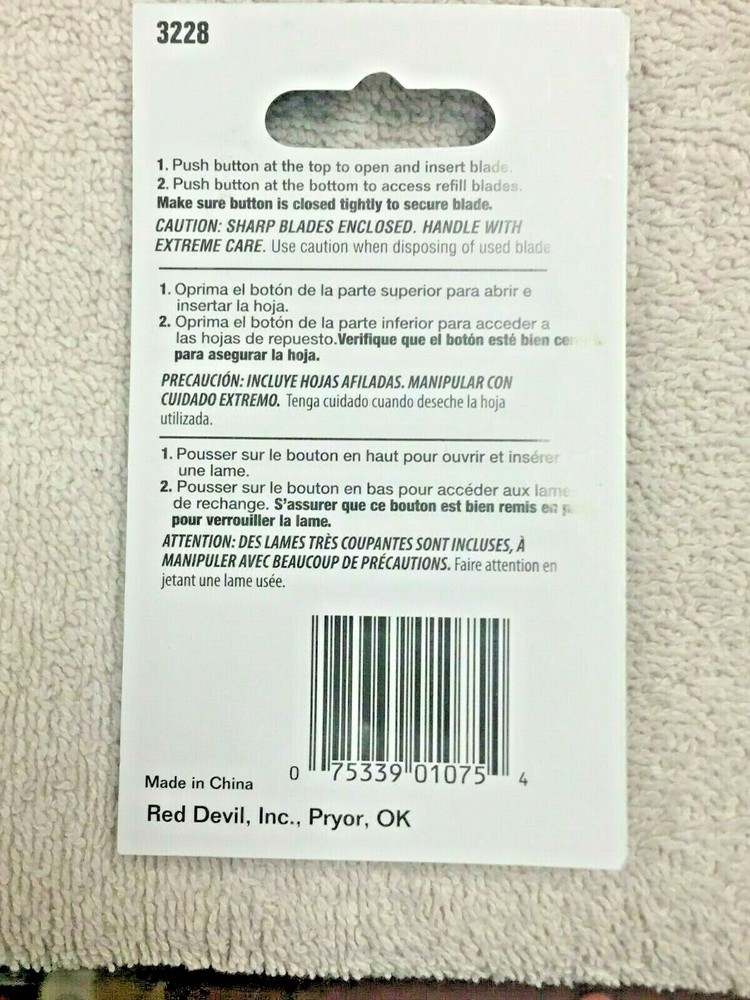 3228
1. Push button at the top to open and insert blade.
2. Push button at the bottom to access refill blades.
Make sure button is closed tightly to secure blade.
CAUTION: SHARP BLADES ENCLOSED. HANDLE WITH
EXTREME CARE. Use caution when disposing of used blade
1. Oprima el botón de la parte superior para abrir e
insertar la hoja.
2. Oprima el botón de la parte inferior para acceder a
las hojas de repuesto.Verifique que el botón esté bien
para asegurar la hoja.
PRECAUCIÓN: INCLUYE HOJAS AFILADAS. MANIPULAR CON
CUIDADO EXTREMO. Tenga cuidado cuando deseche la hoja
utilizada.
1. Pousser sur le bouton en haut pour ouvrir et insérer
une lame.
2. Pousser sur le bouton en bas pour accéder aux lame
de rechange. S'assurer que ce bouton est bien remis en
pour verrouiller la lame.
ATTENTION: DES LAMES TRÈS COUPANTES SONT INCLUSES, À
MANIPULER AVEC BEAUCOUP DE PRÉCAUTIONS. Faire attention en
jetant une lame usée.
0 75339 01075 4
Made in China
Red Devil, Inc., Pryor, OK